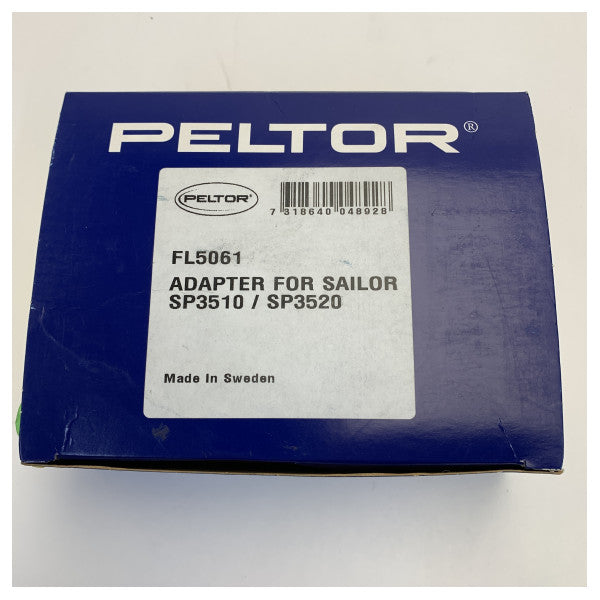 PELTOR®
PELTOR®
7 318640 048928
FL5061
ADAPTER FOR SAILOR
SP3510 / SP3520
Made In Sweden